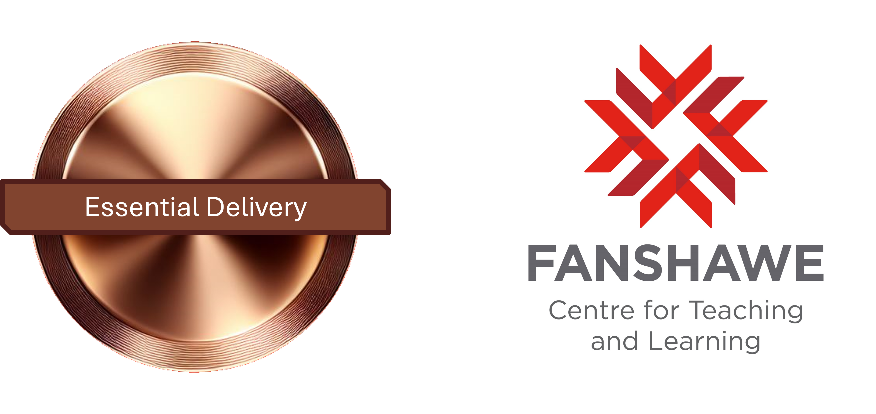 Essential Delivery
FANSHAWE
Centre for Teaching
and Learning